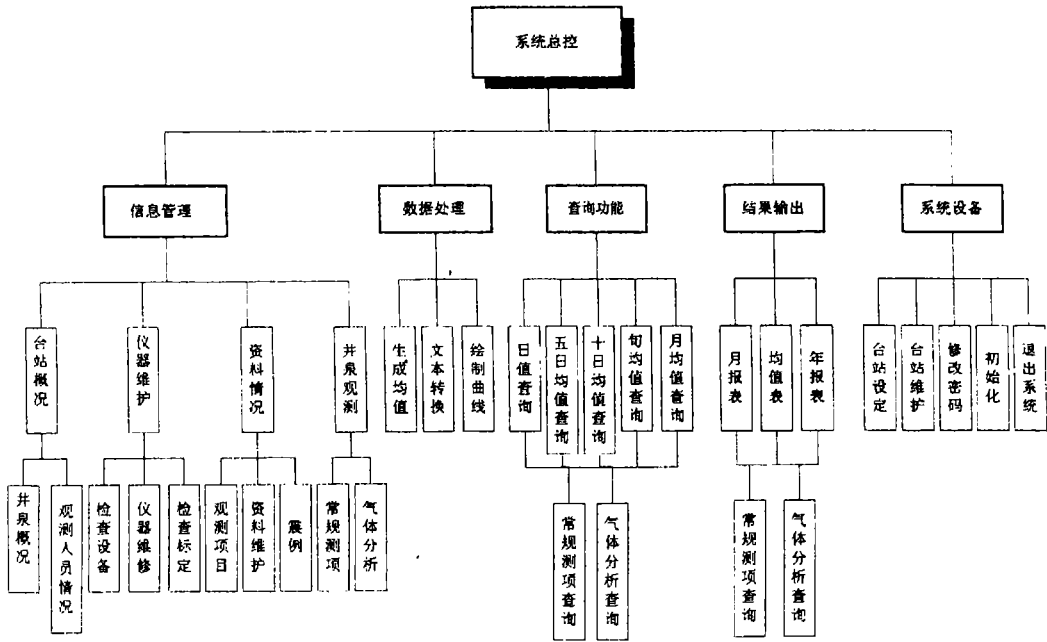 系统总控
信息管理
数据处理
查询功能
结果输出
系统设备
台站概况
仪器维护
资料情况
井泉观测
生成均值
文本转换
绘制曲线
日值查询
五日均值查询
十日均值查询
旬均值查询
月均值查询
月报表
均值表
年报表
台站设定
台站维护
修改密码
初始化
退出系统
井泉概况
观测人员情况
检查设备
仪器维修
检查标定
观测项目
资料维护
震例
常规测项
气体分析
常规测项查询
气体分析查询
常规测项查询
气体分析查询